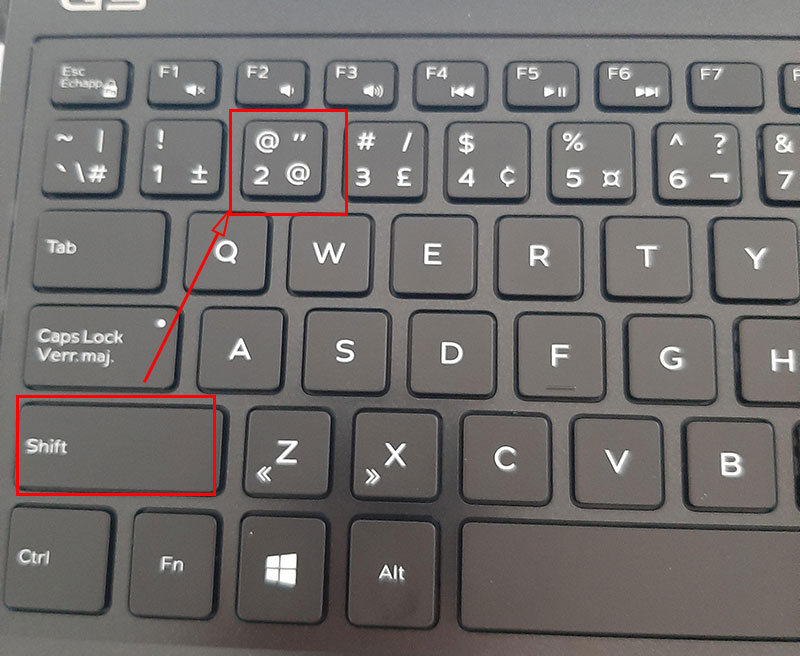 G5
Esc F1 F2 F3 F4 F5 F6 F7 F
Échapp
~ | ! @ " # / $ % ^ ? &
` \ # 1 ± 2 @ 3 £ 4 ¢ 5 ¤ 6 ¬ 7
Tab Q W E R T Y
Caps Lock A S D F G H
Verr. maj.
Shift « Z » X C V B
Ctrl Fn Alt